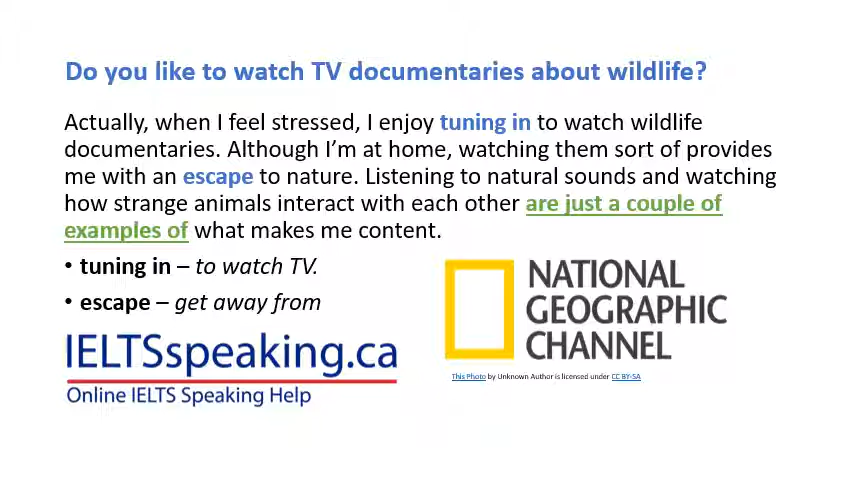 Do you like to watch TV documentaries about wildlife?
Actually, when I feel stressed, I enjoy tuning in to watch wildlife
documentaries. Although I’m at home, watching them sort of provides
me with an escape to nature. Listening to natural sounds and watching
how strange animals interact with each other are just a couple of
examples of what makes me content.
• tuning in – to watch TV.
• escape – get away from
IELTSspeaking.ca
Online IELTS Speaking Help
NATIONAL
GEOGRAPHIC
CHANNEL
This Photo by Unknown Author is licensed under CC BY-SA